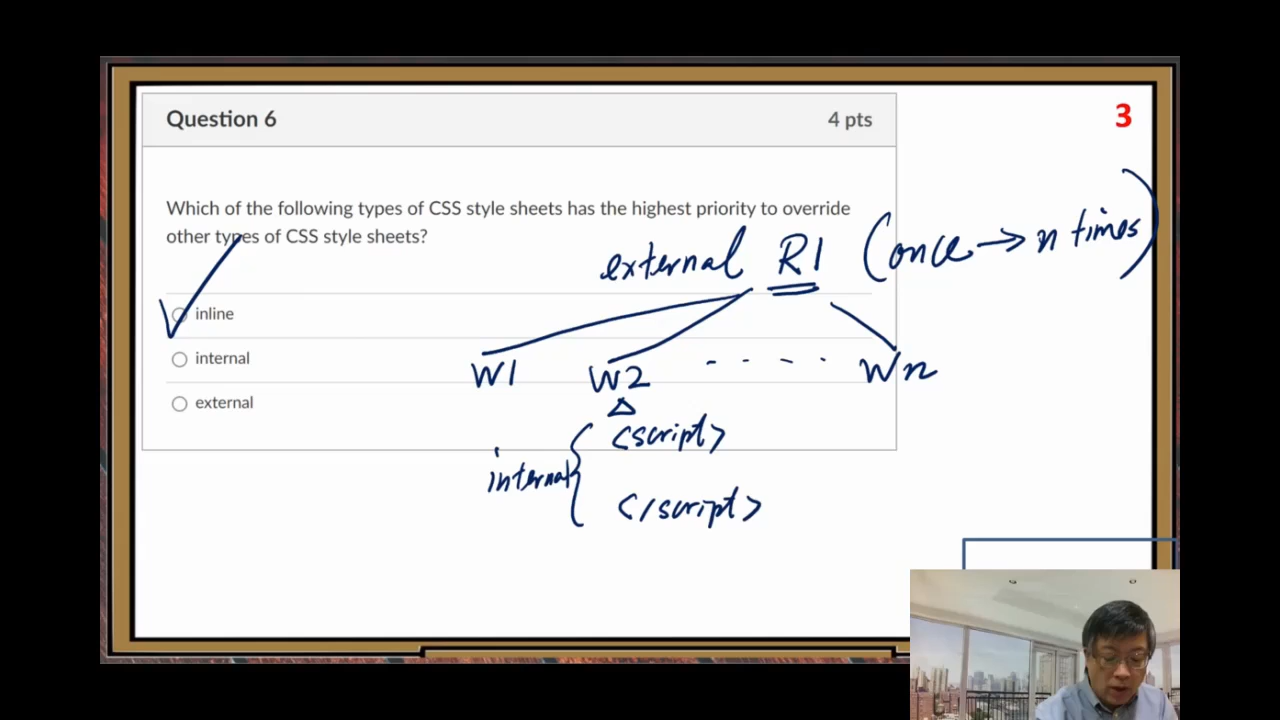 Question 6
4 pts
3
Which of the following types of CSS style sheets has the highest priority to override
other types of CSS style sheets?
external R1 (once → n times)
inline
internal
external
W1 W2 - - - - Wn
<script>
internal {
</script>